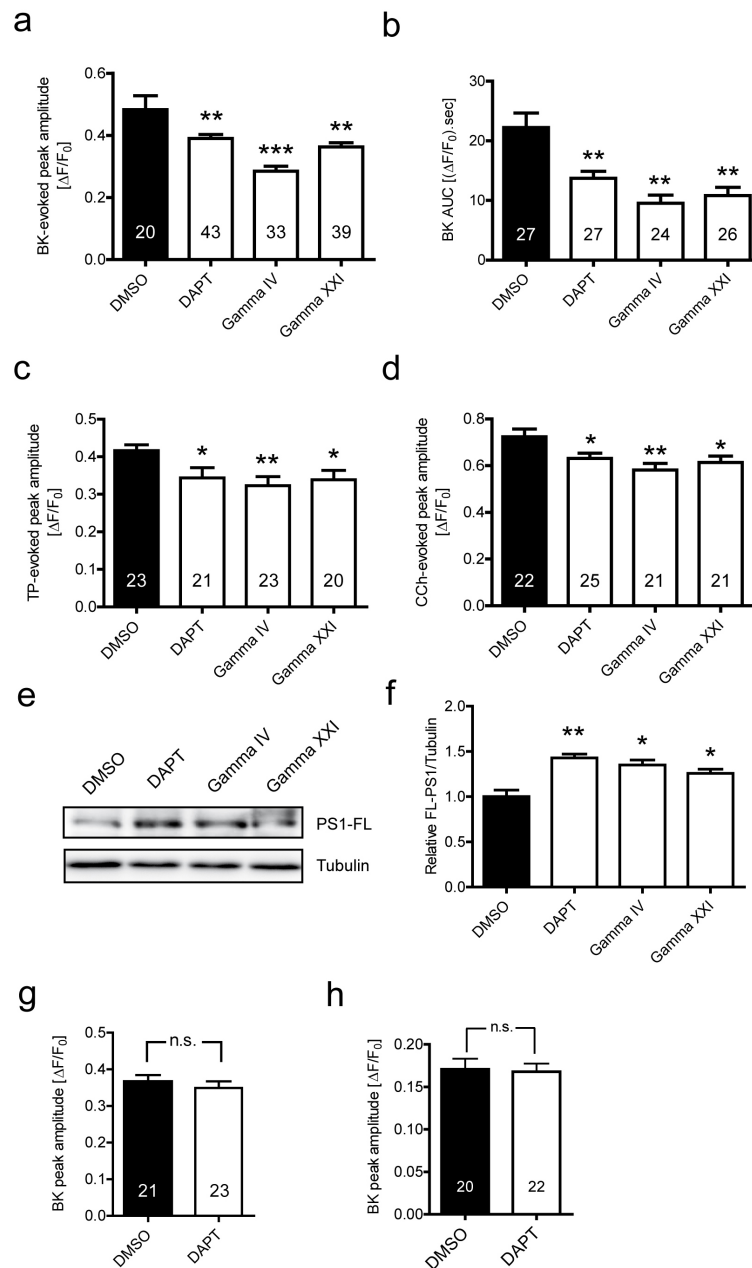 a
BK-evoked peak amplitude
[ΔF/F0]
0.6
0.4
0.2
0.0
**
***
**
20
43
33
39
DMSO
DAPT
Gamma IV
Gamma XXI
b
BK AUC [(ΔF/F0).sec]
30
20
10
0
**
**
**
27
27
24
26
DMSO
DAPT
Gamma IV
Gamma XXI
c
TP-evoked peak amplitude
[ΔF/F0]
0.5
0.4
0.3
0.2
0.1
0.0
*
**
*
23
21
23
20
DMSO
DAPT
Gamma IV
Gamma XXI
d
CCh-evoked peak amplitude
[ΔF/F0]
0.8
0.6
0.4
0.2
0.0
*
**
*
22
25
21
21
DMSO
DAPT
Gamma IV
Gamma XXI
e
DMSO
DAPT
Gamma IV
Gamma XXI
PS1-FL
Tubulin
f
Relative FL-PS1/Tubulin
2.0
1.5
1.0
0.5
0.0
**
*
*
DMSO
DAPT
Gamma IV
Gamma XXI
g
BK peak amplitude [ΔF/F0]
0.5
0.4
0.3
0.2
0.1
0.0
n.s.
21
23
DMSO
DAPT
h
BK peak amplitude [ΔF/F0]
0.20
0.15
0.10
0.05
0.00
n.s.
20
22
DMSO
DAPT